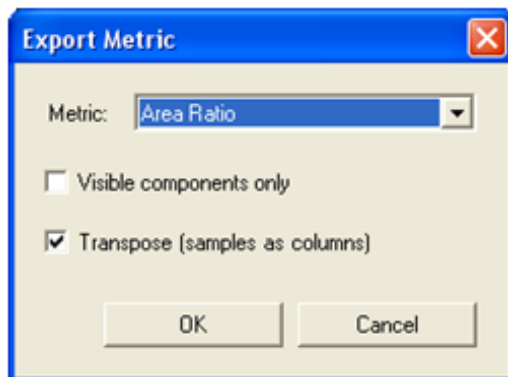 Export Metric
Metric: Area Ratio
Visible components only
Transpose (samples as columns)
OK Cancel